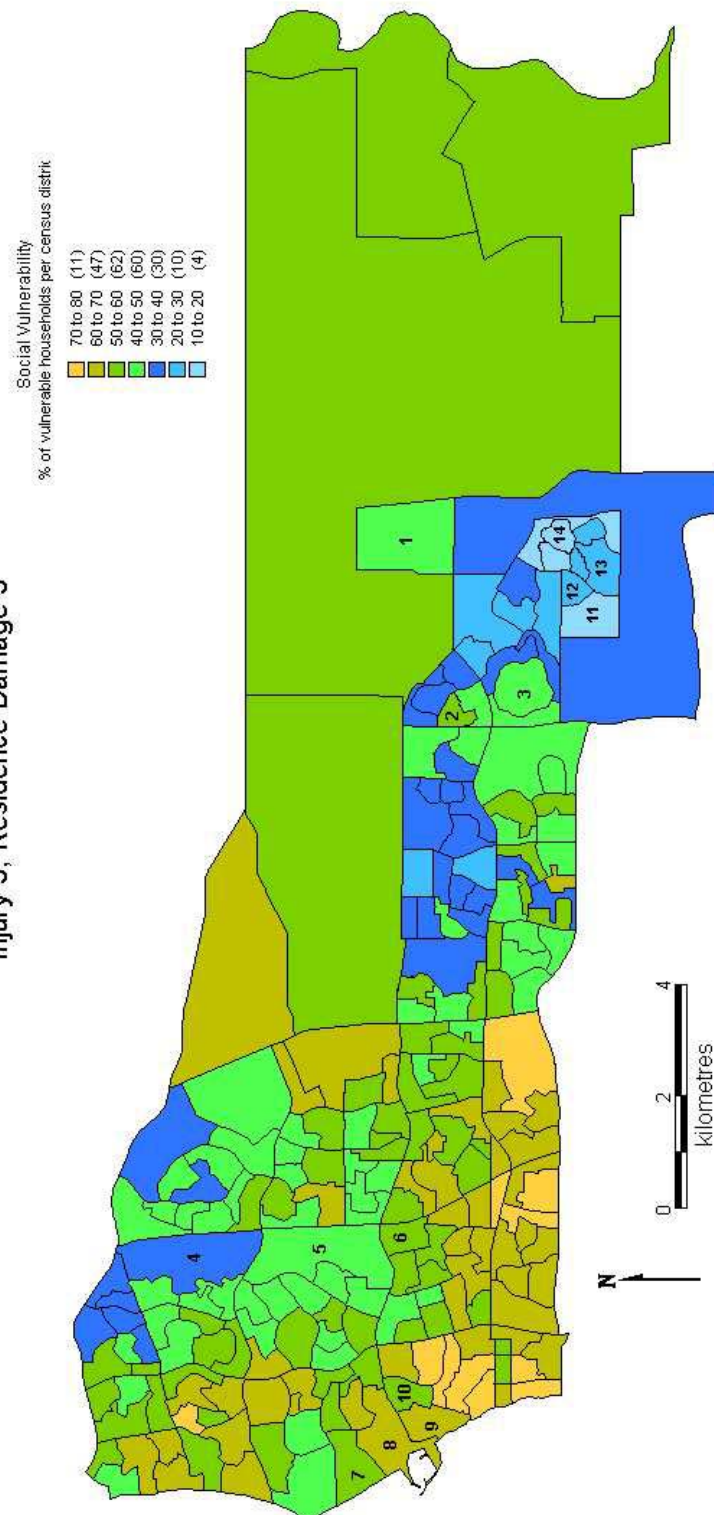 Injury 3, Residence Damage 3
Social Vulnerability
% of vulnerable households per census distric
70 to 80 (11)
60 to 70 (47)
50 to 60 (62)
40 to 50 (60)
30 to 40 (30)
20 to 30 (10)
10 to 20 (4)
1
2
3
4
5
6
7
8
9
10
11
12
13
14
N
0 2 4
kilometres